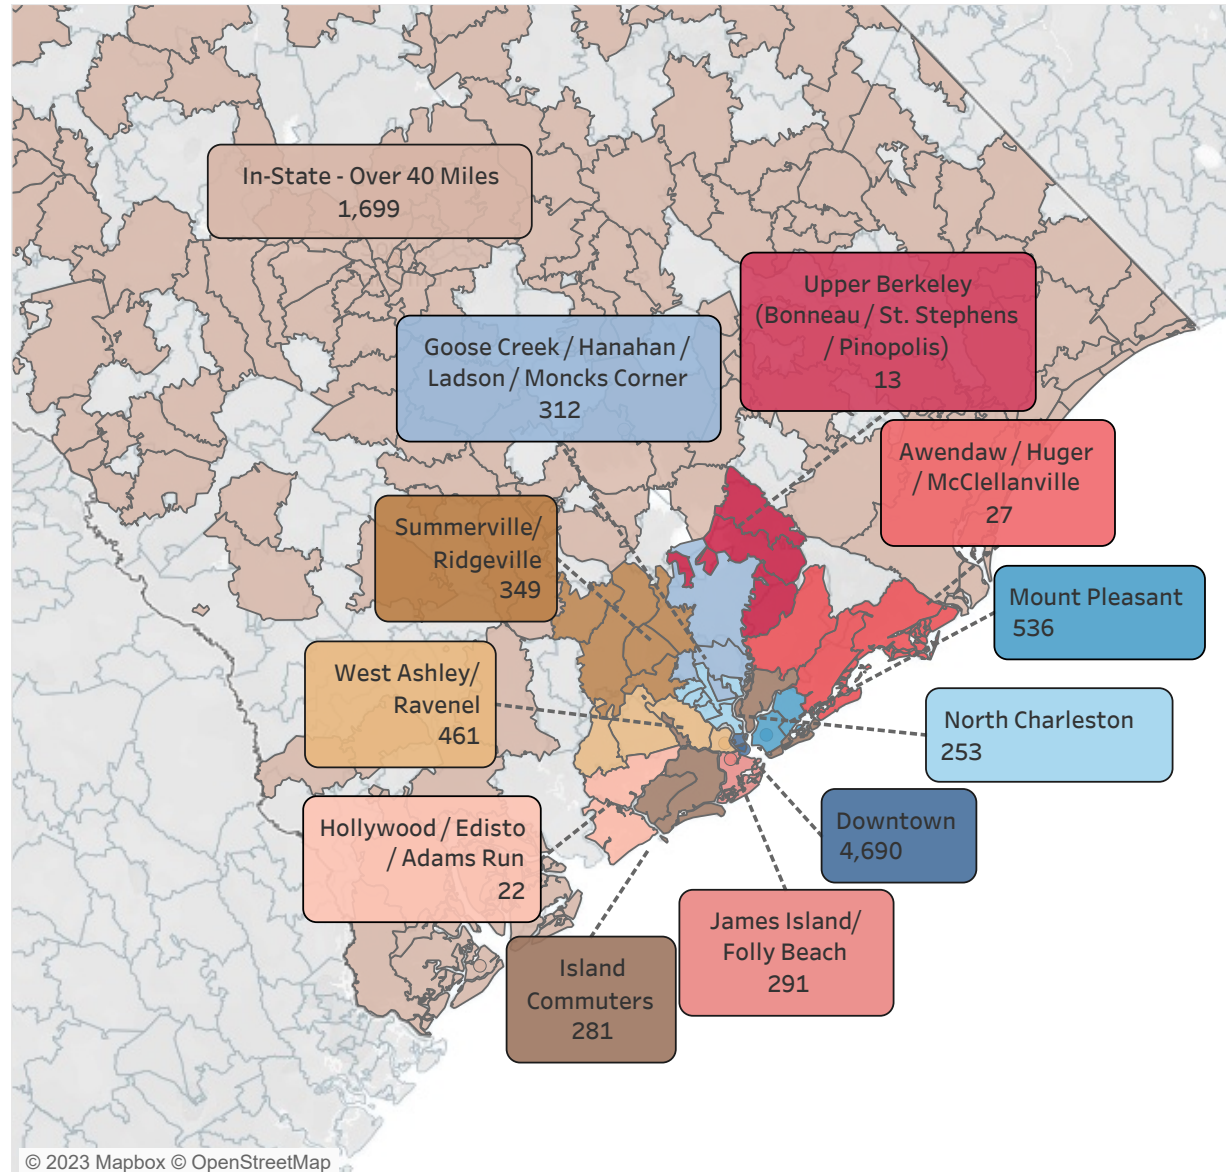 In-State - Over 40 Miles
1,699
Upper Berkeley
(Bonneau / St. Stephens
/ Pinopolis)
13
Goose Creek / Hanahan /
Ladson / Moncks Corner
312
Awendaw / Huger
/ McClellanville
27
Summerville/
Ridgeville
349
Mount Pleasant
536
West Ashley/
Ravenel
461
North Charleston
253
Hollywood / Edisto
/ Adams Run
22
Downtown
4,690
James Island/
Folly Beach
291
Island
Commuters
281
© 2023 Mapbox © OpenStreetMap